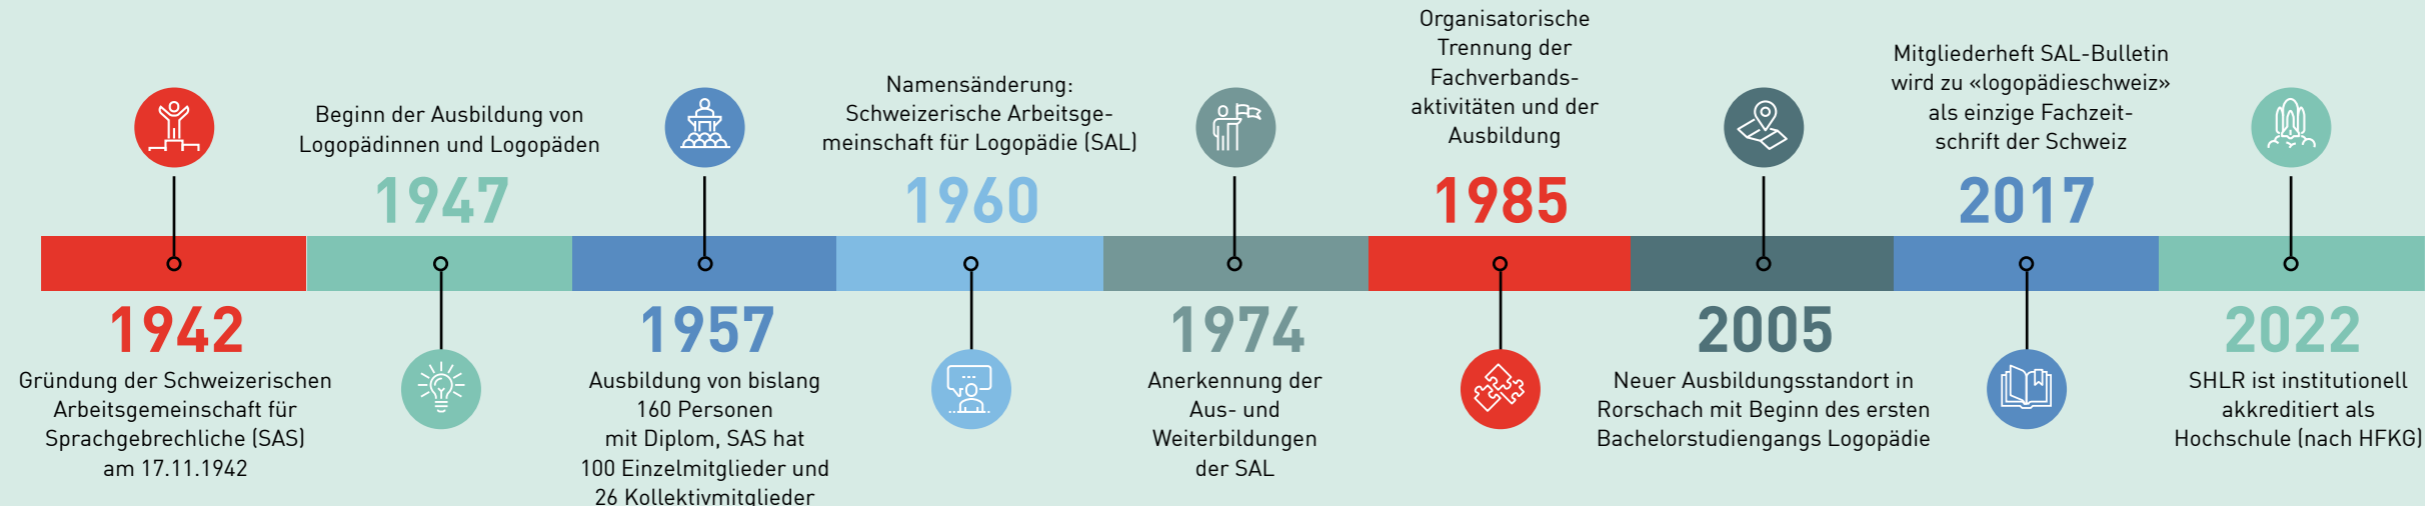 1942
Gründung der Schweizerischen
Arbeitsgemeinschaft für
Sprachgebrechliche (SAS)
am 17.11.1942
Beginn der Ausbildung von
Logopädinnen und Logopäden
1947
1957
Ausbildung von bislang
160 Personen
mit Diplom, SAS hat
100 Einzelmitglieder und
26 Kollektivmitglieder
Namensänderung:
Schweizerische Arbeitsge-
meinschaft für Logopädie (SAL)
1960
1974
Anerkennung der
Aus- und
Weiterbildungen
der SAL
Organisatorische
Trennung der
Fachverbands-
aktivitäten und der
Ausbildung
1985
2005
Neuer Ausbildungsstandort in
Rorschach mit Beginn des ersten
Bachelorstudiengangs Logopädie
Mitgliederheft SAL-Bulletin
wird zu «logopädieschweiz»
als einzige Fachzeit-
schrift der Schweiz
2017
2022
SHLR ist institutionell
akkreditiert als
Hochschule (nach HFKG)